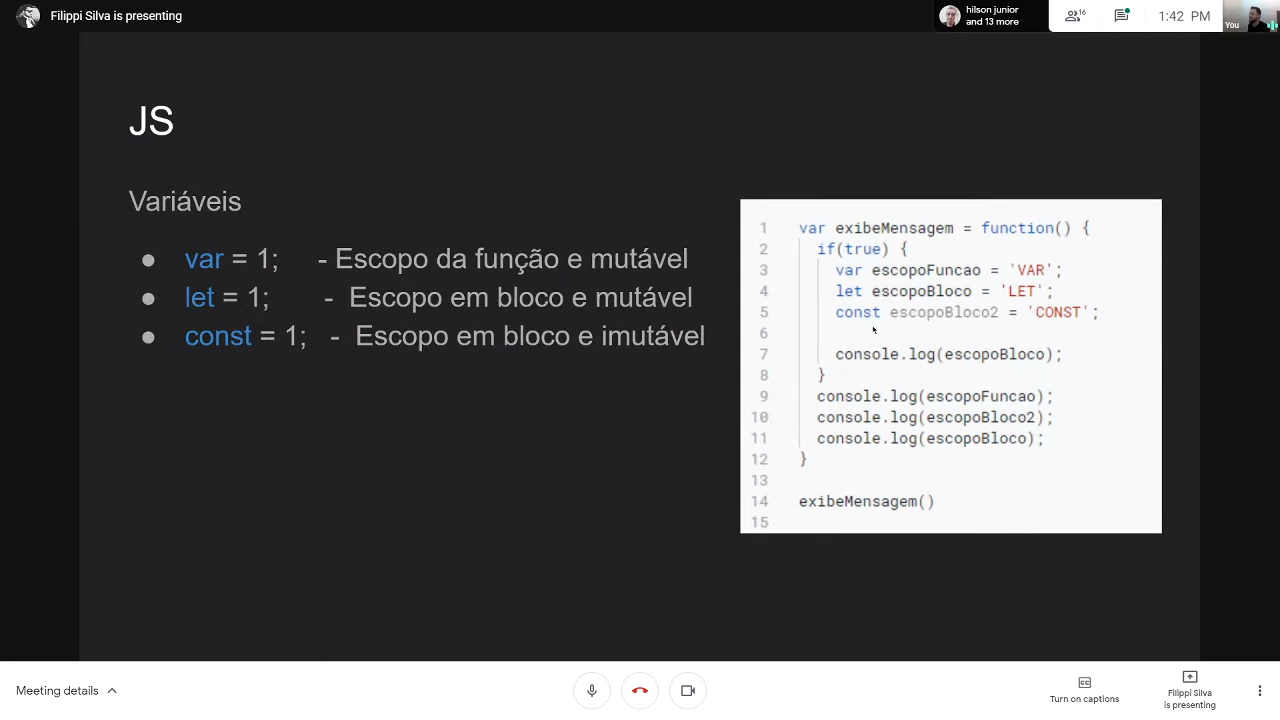 Filippi Silva is presenting
hilson junior
and 13 more
16
1:42 PM
You
JS
Variáveis
● var = 1; - Escopo da função e mutável
● let = 1; - Escopo em bloco e mutável
● const = 1; - Escopo em bloco e imutável
1 var exibeMensagem = function() {
2 if(true) {
3 var escopoFuncao = 'VAR';
4 let escopoBloco = 'LET';
5 const escopoBloco2 = 'CONST';
6
7 console.log(escopoBloco);
8 }
9 console.log(escopoFuncao);
10 console.log(escopoBloco2);
11 console.log(escopoBloco);
12 }
13
14 exibeMensagem()
15
Meeting details
Turn on captions
Filippi Silva
is presenting